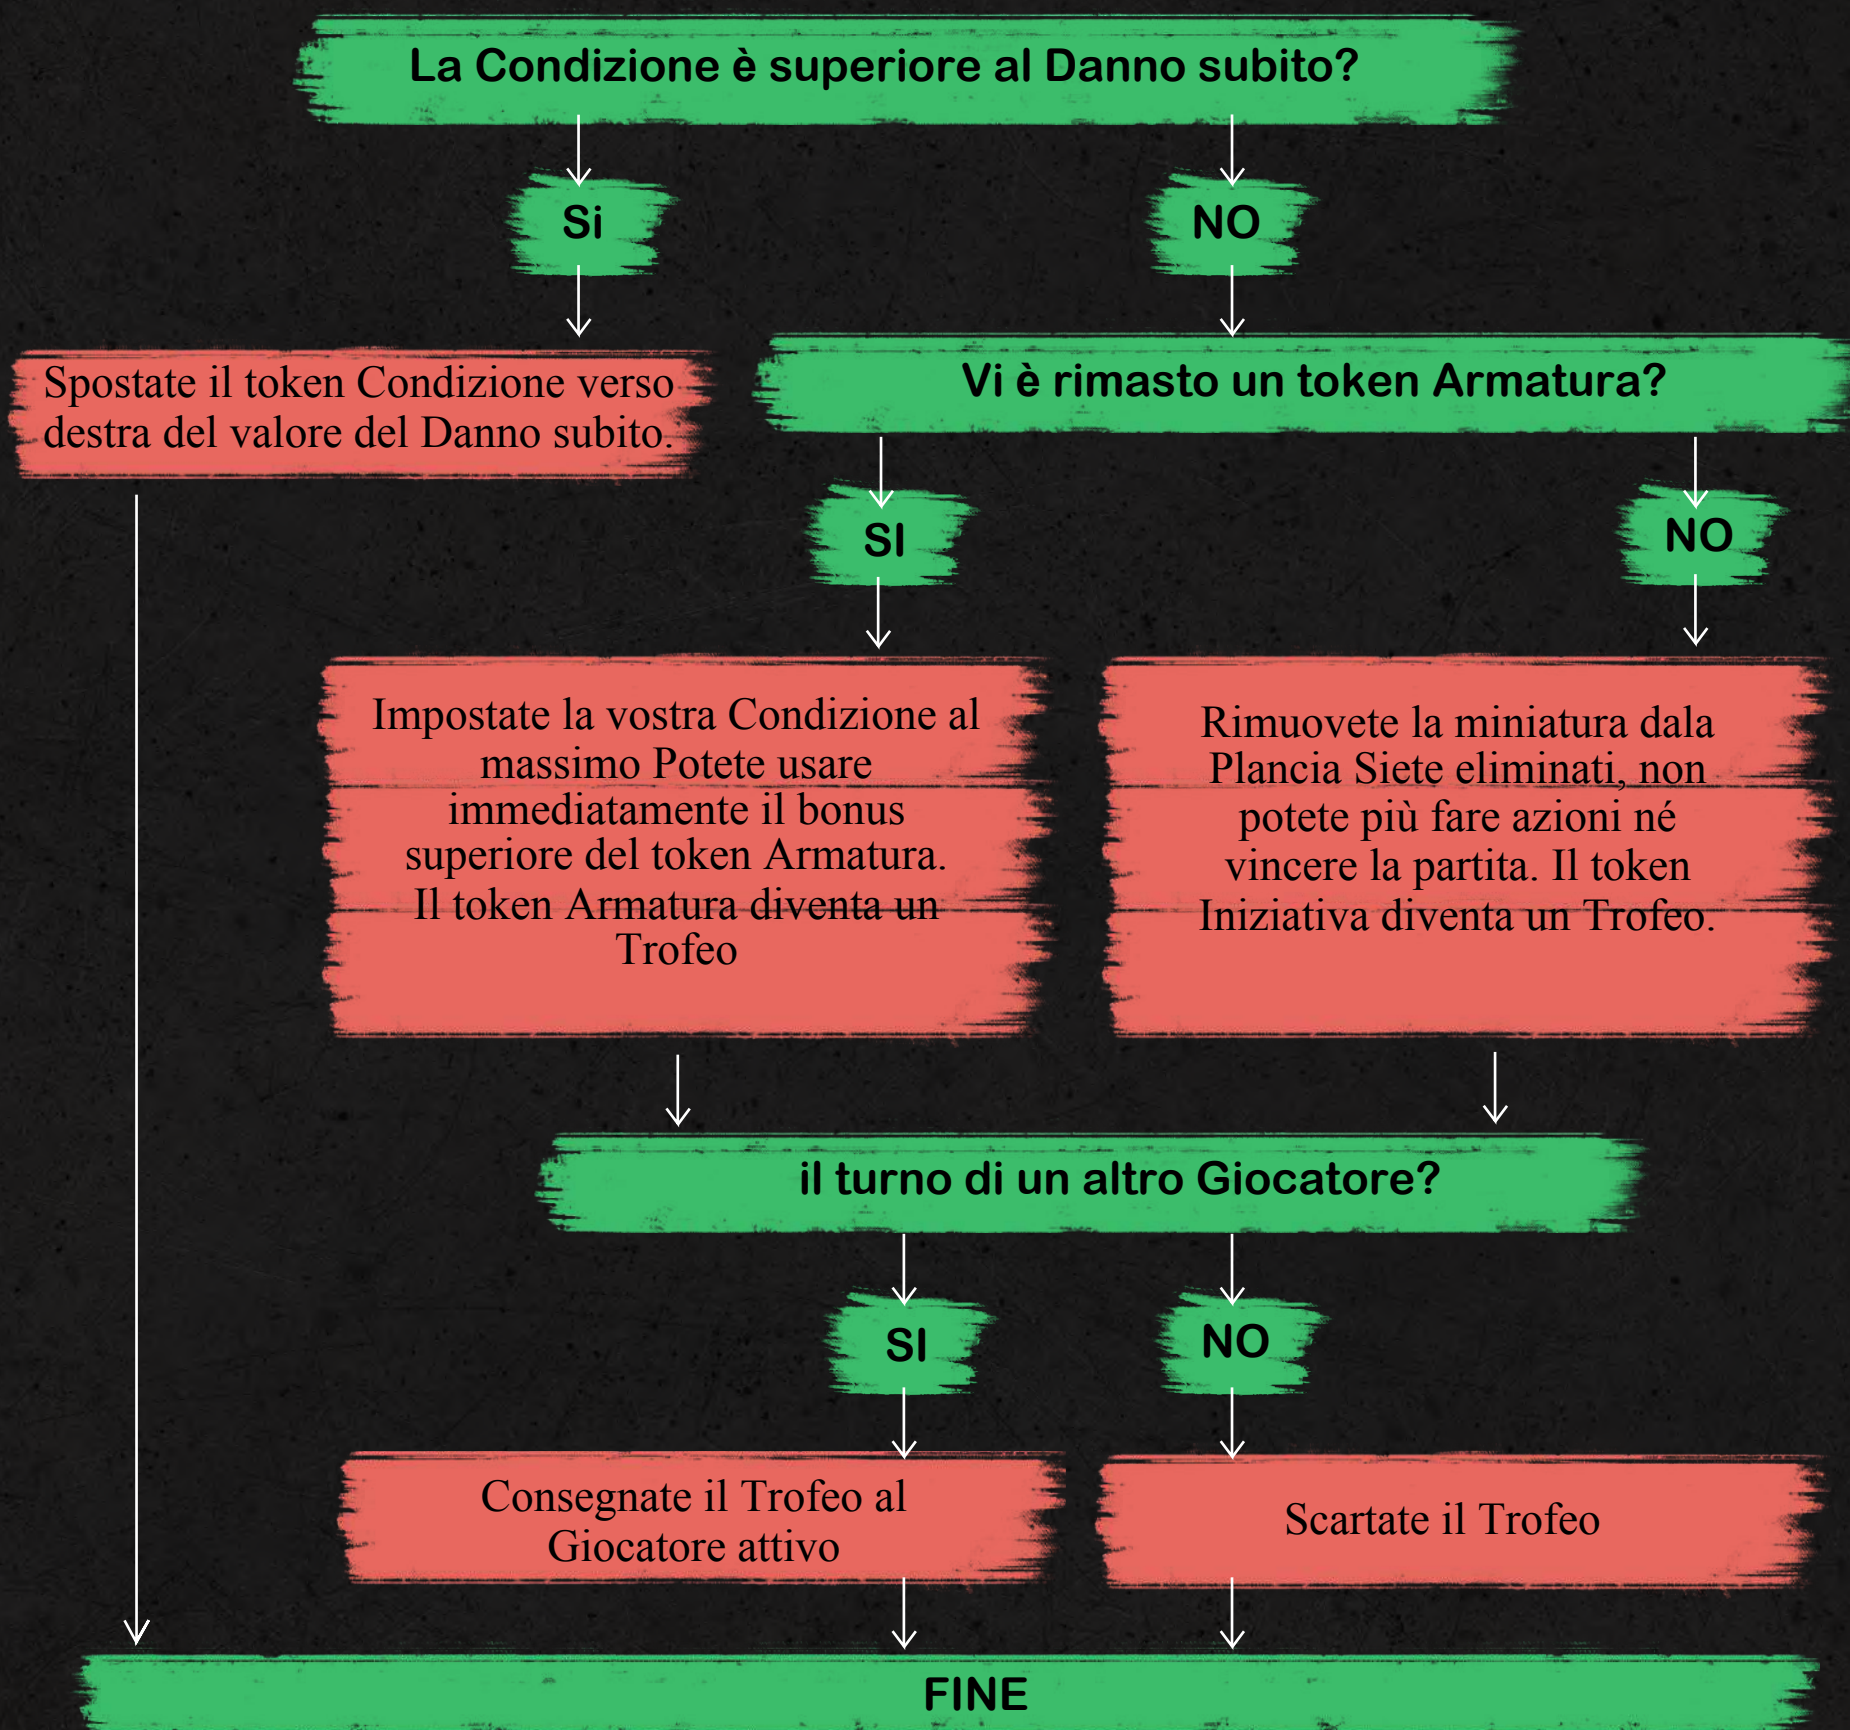 La Condizione è superiore al Danno subito?
Si
NO
Spostate il token Condizione verso
destra del valore del Danno subito.
Vi è rimasto un token Armatura?
SI
NO
Impostate la vostra Condizione al
massimo Potete usare
immediatamente il bonus
superiore del token Armatura.
Il token Armatura diventa un
Trofeo
Rimuovete la miniatura dala
Plancia Siete eliminati, non
potete più fare azioni né
vincere la partita. Il token
Iniziativa diventa un Trofeo.
il turno di un altro Giocatore?
SI
NO
Consegnate il Trofeo al
Giocatore attivo
Scartate il Trofeo
FINE